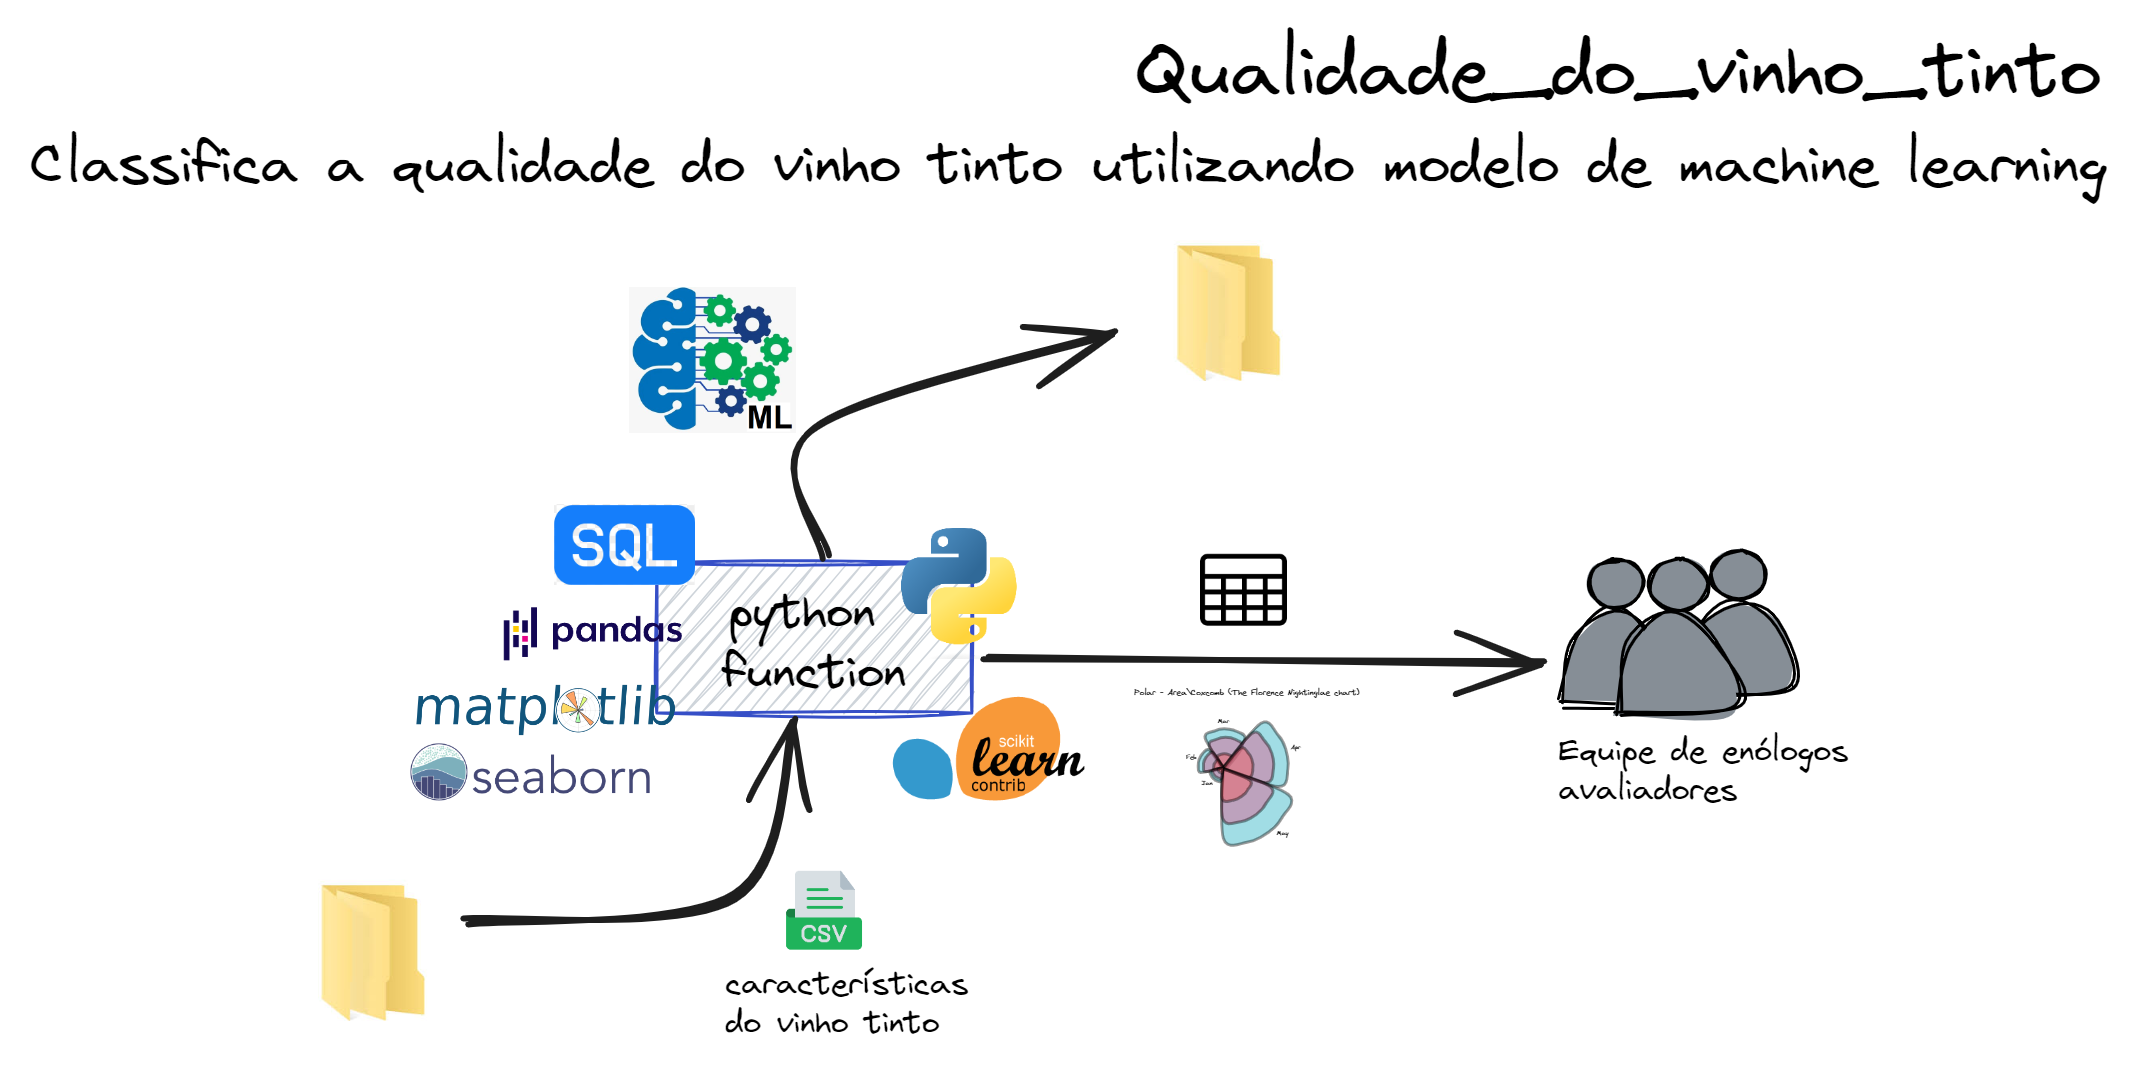 Qualidade_do_vinho_tinto
Classifica a qualidade do vinho tinto utilizando modelo de machine learning
ML
SQL
pandas
matplotlib
seaborn
python
function
scikit
learn
contrib
Polar - Area\Coxcomb (The Florence Nightinglae chart)
Mar
Apr
Feb
Jan
May
Equipe de enólogos
avaliadores
CSV
características
do vinho tinto